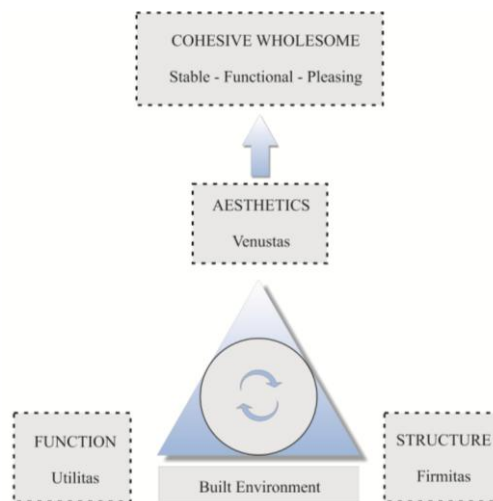 COHESIVE WHOLESOME
Stable - Functional - Pleasing
AESTHETICS
Venustas
FUNCTION
Utilitas
STRUCTURE
Firmitas
Built Environment